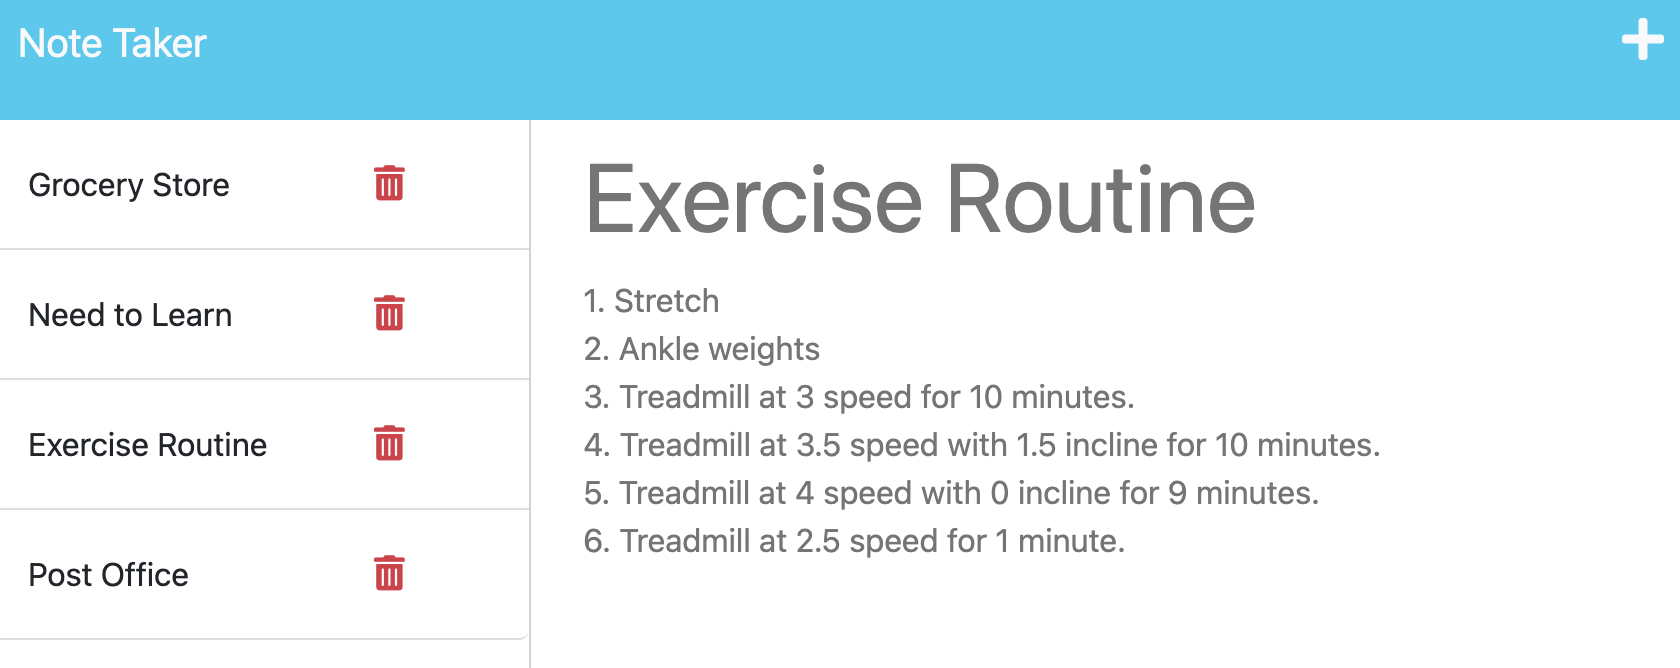 Note Taker
Grocery Store
Need to Learn
Exercise Routine
Post Office
Exercise Routine
1. Stretch
2. Ankle weights
3. Treadmill at 3 speed for 10 minutes.
4. Treadmill at 3.5 speed with 1.5 incline for 10 minutes.
5. Treadmill at 4 speed with 0 incline for 9 minutes.
6. Treadmill at 2.5 speed for 1 minute.